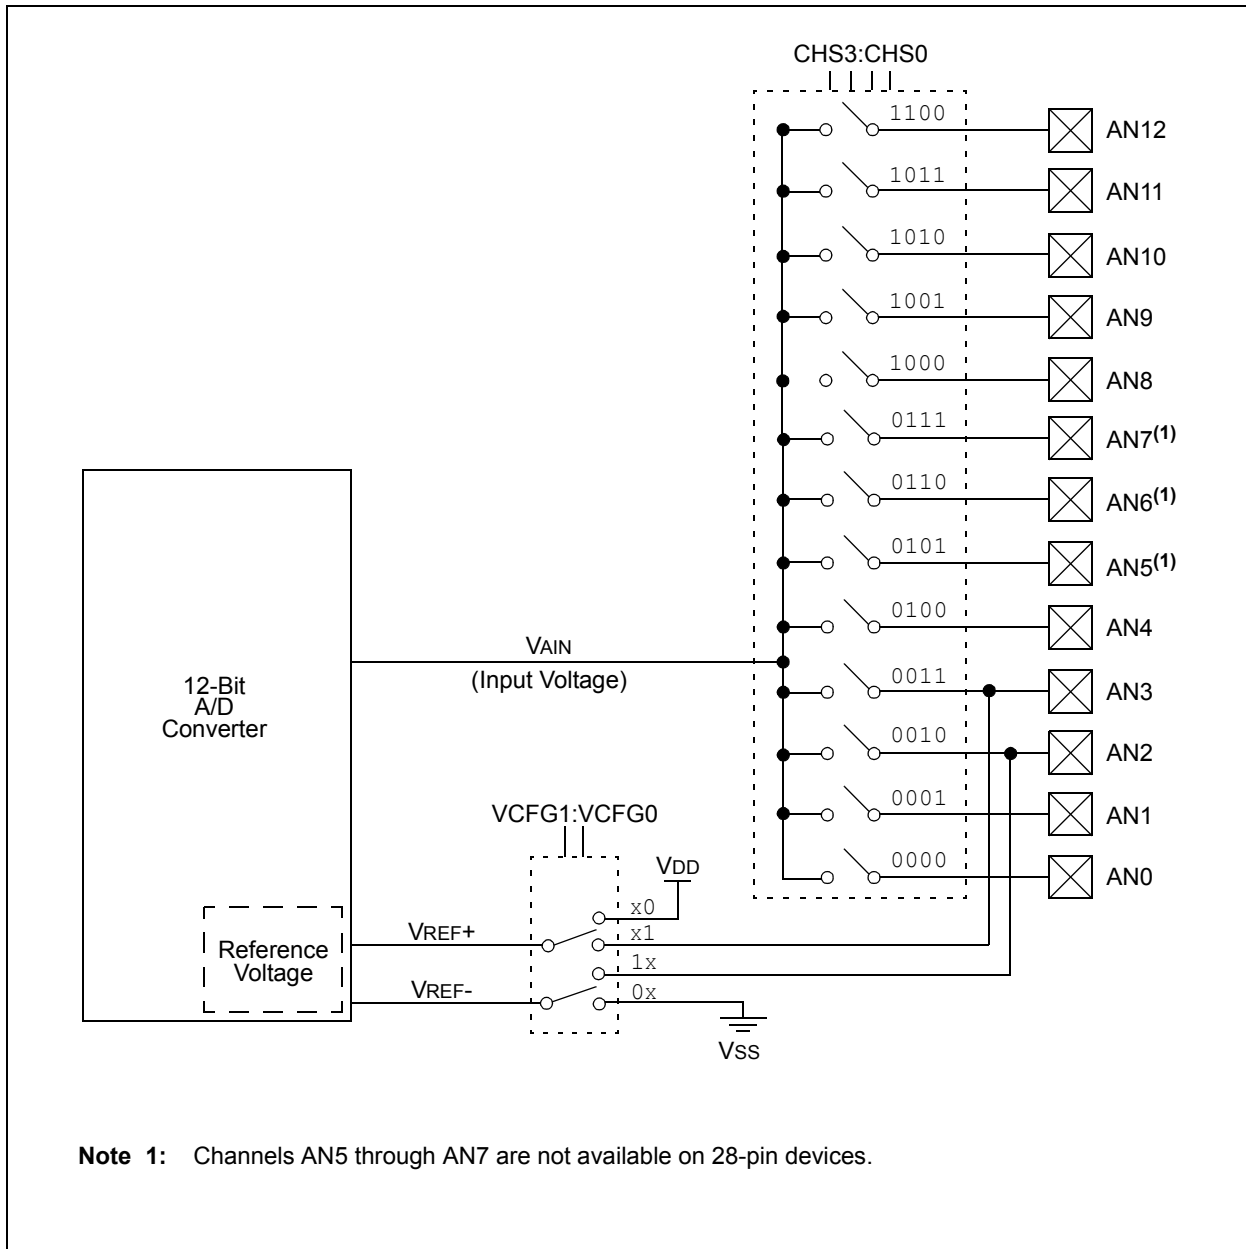 CHS3:CHS0
1100
AN12
1011
AN11
1010
AN10
1001
AN9
1000
AN8
0111
AN7(1)
0110
AN6(1)
0101
AN5(1)
0100
AN4
VAIN
(Input Voltage)
0011
AN3
12-Bit
A/D
Converter
0010
AN2
0001
AN1
VCFG1:VCFG0
0000
AN0
VDD
x0
VREF+
x1
Reference
Voltage
1x
VREF-
0x
VSS
Note 1: Channels AN5 through AN7 are not available on 28-pin devices.